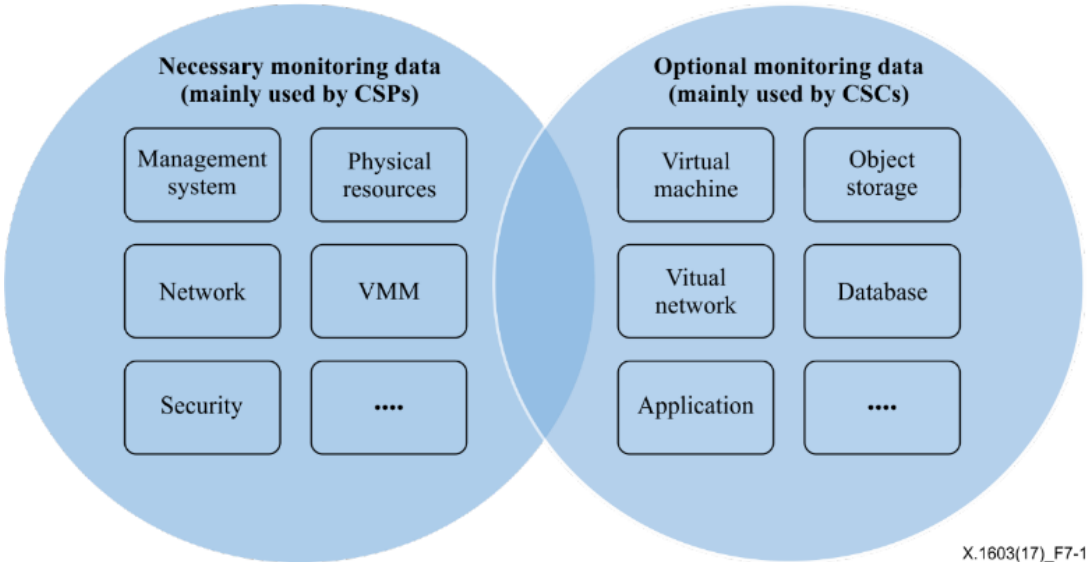 Necessary monitoring data
(mainly used by CSPs)
Management
system
Physical
resources
Network
VMM
Security
....
Optional monitoring data
(mainly used by CSCs)
Virtual
machine
Object
storage
Vitual
network
Database
Application
....
X.1603(17)_F7-1